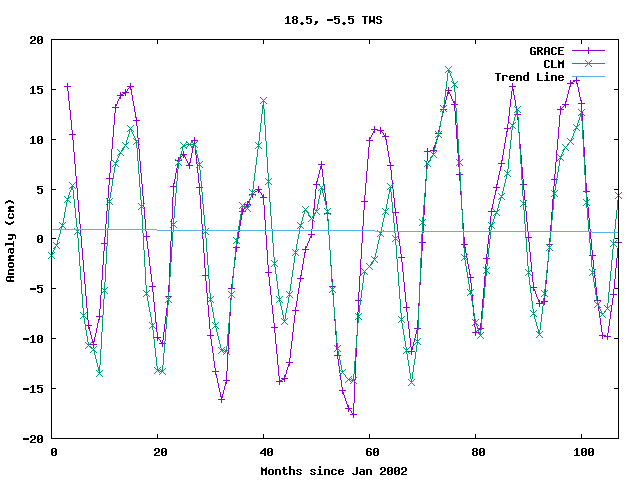 18.5, -5.5 TWS
GRACE
CLM
Trend Line
20
15
10
5
0
-5
-10
-15
-20
Anomaly (cm)
0 20 40 60 80 100
Months since Jan 2002